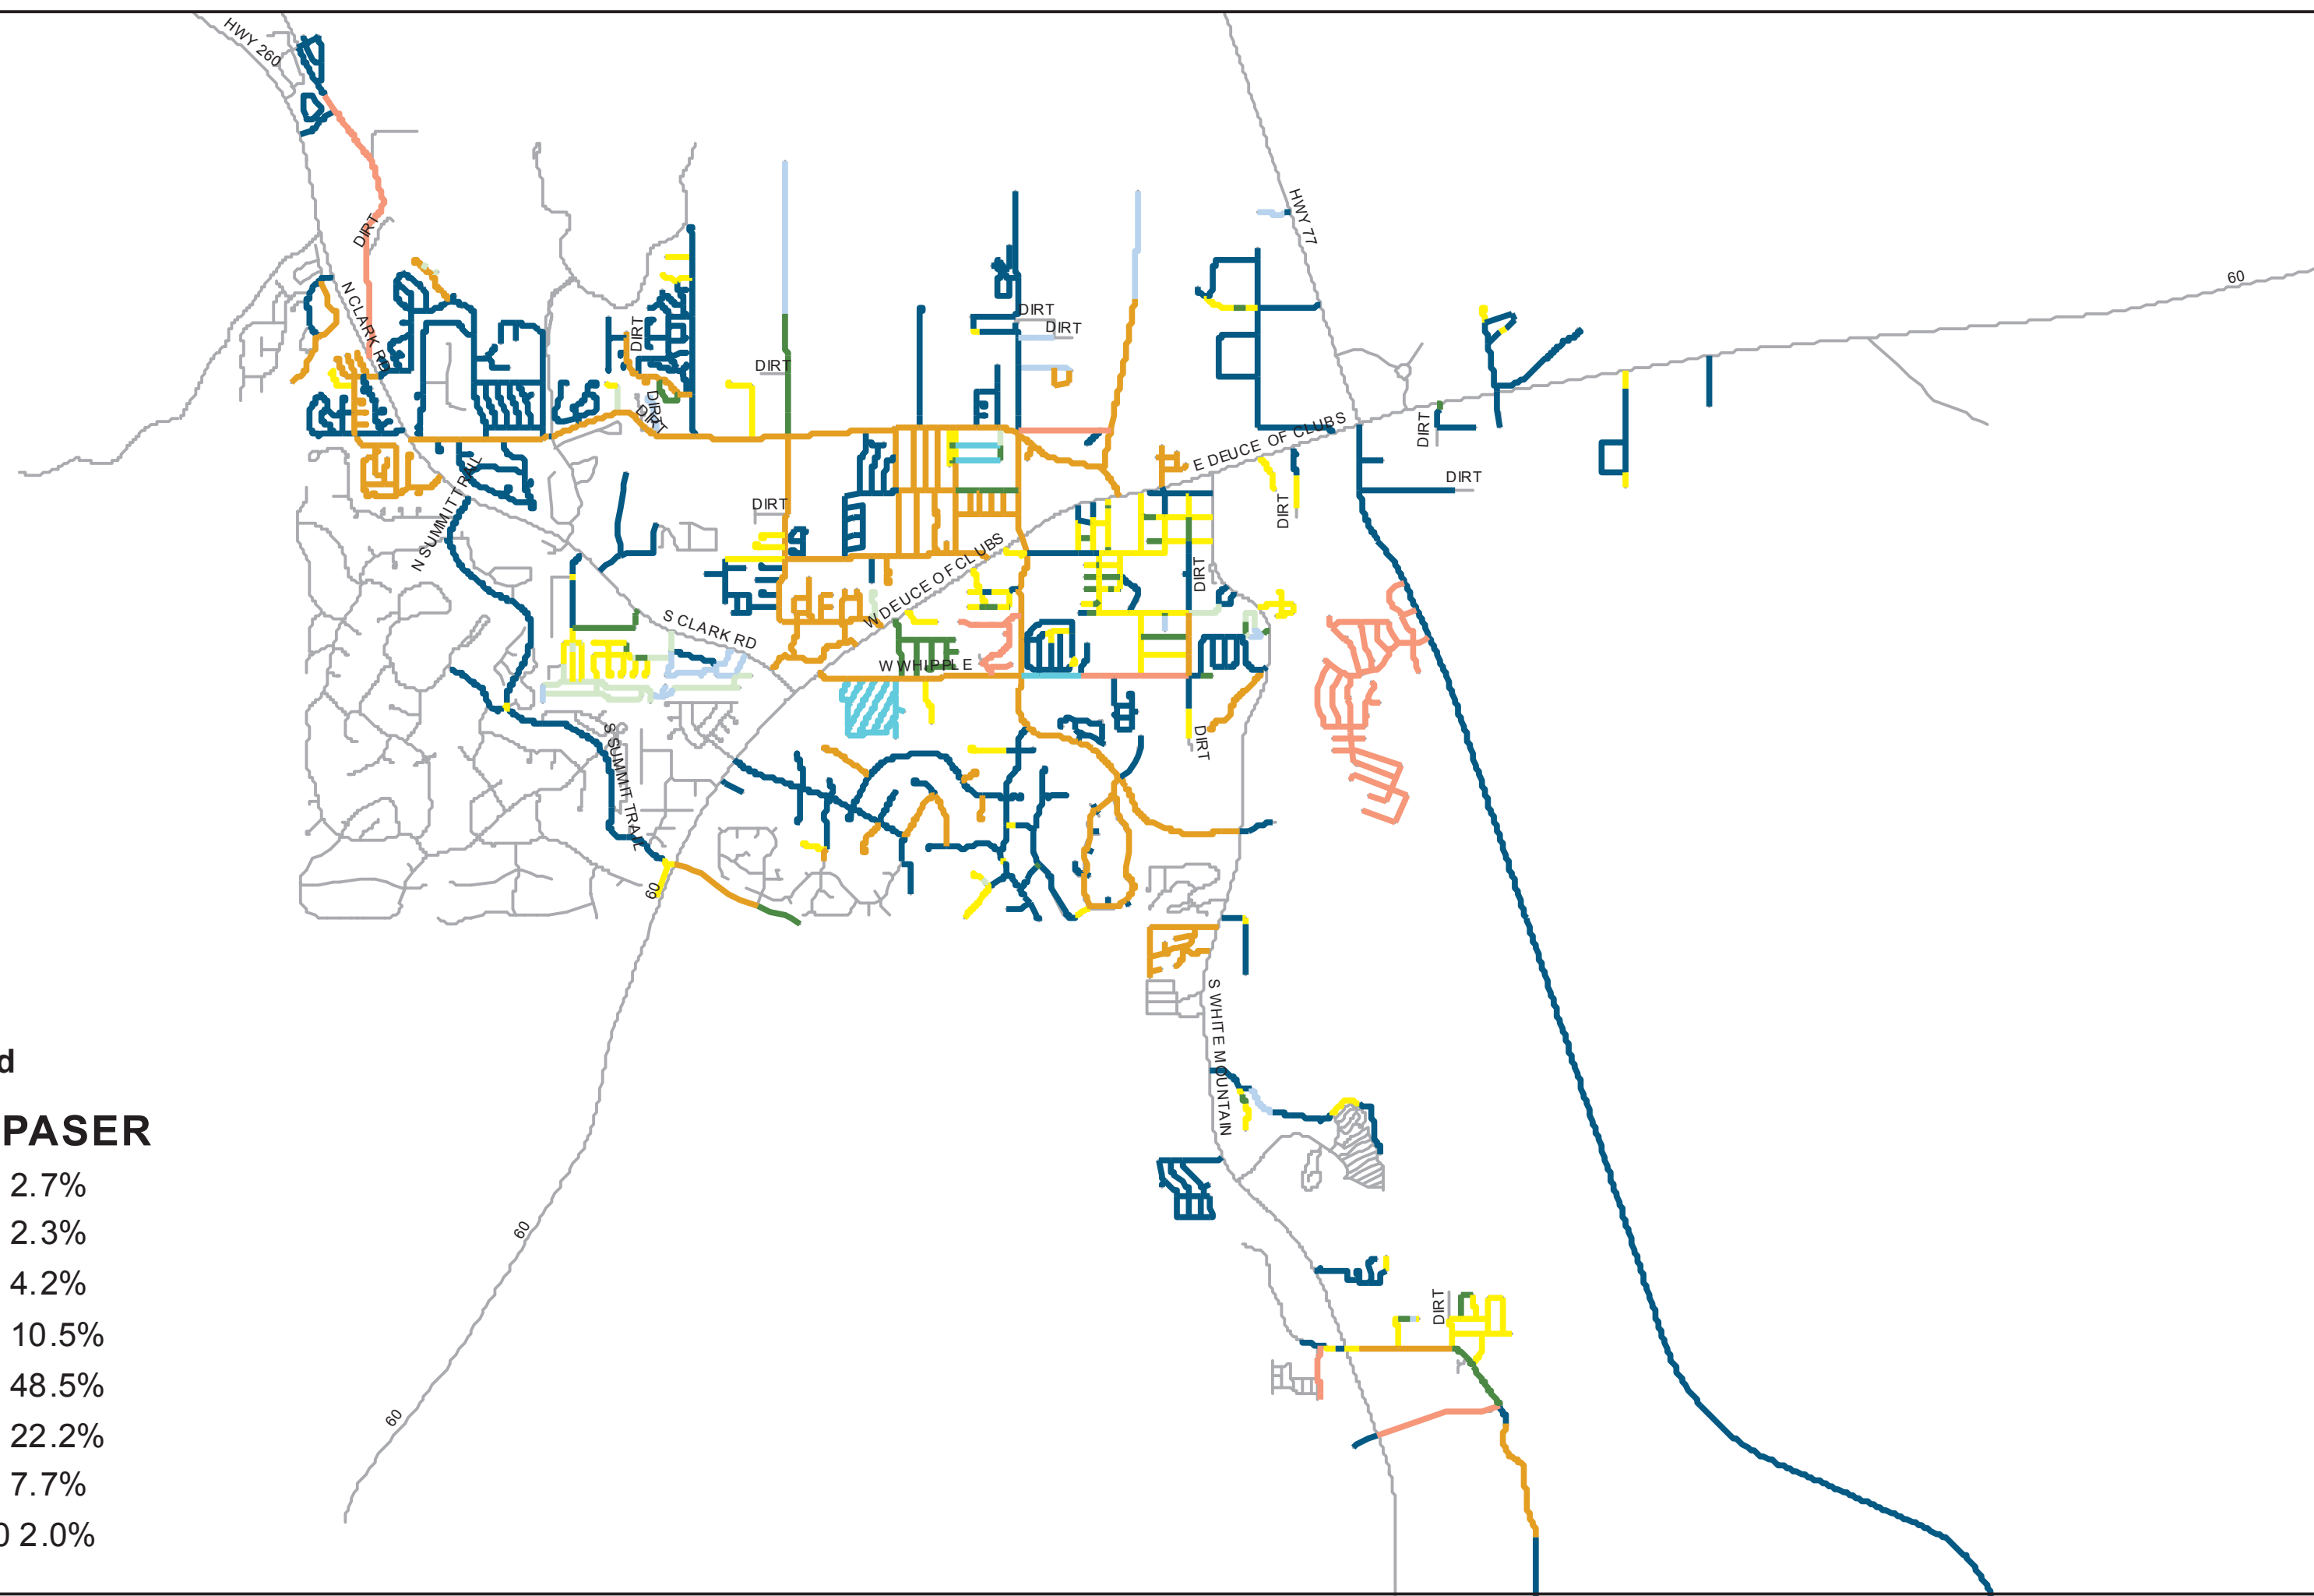 HWY 260
HWY 77
DIRT
60
N CLARK RD
DIRT
DIRT
DIRT
DIRT
DIRT
DIRT
DIRT
E DEUCE OF CLUBS
DIRT
N SUMMIT TRAIL
DIRT
DIRT
DIRT
W DEUCE OF CLUBS
DIRT
S CLARK RD
W WHIPPLE
S SUMMIT TRAIL
DIRT
60
S WHITE MOUNTAIN
d
PASER
2.7%
2.3%
60
4.2%
DIRT
10.5%
48.5%
60
22.2%
7.7%
0 2.0%